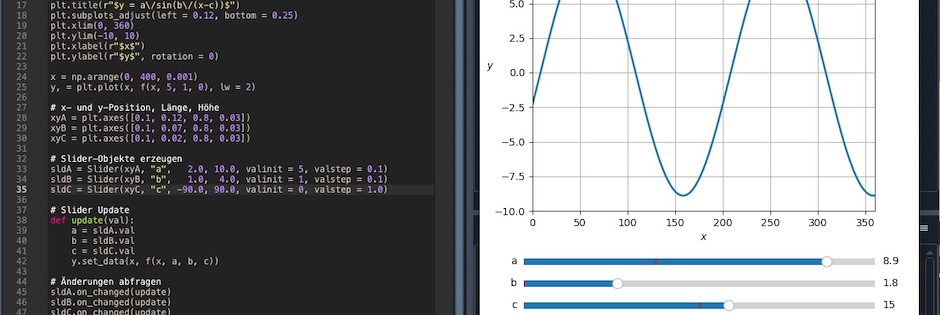 17 plt.title(r"$y = a\/sin(b\/(x-c))$")
18 plt.subplots_adjust(left = 0.12, bottom = 0.25)
19 plt.xlim(0, 360)
20 plt.ylim(-10, 10)
21 plt.xlabel(r"$x$")
22 plt.ylabel(r"$y$", rotation = 0)
23
24 x = np.arange(0, 400, 0.001)
25 y, = plt.plot(x, f(x, 5, 1, 0), lw = 2)
26
27 # x- und y-Position, Länge, Höhe
28 xyA = plt.axes([0.1, 0.12, 0.8, 0.03])
29 xyB = plt.axes([0.1, 0.07, 0.8, 0.03])
30 xyC = plt.axes([0.1, 0.02, 0.8, 0.03])
31
32 # Slider-Objekte erzeugen
33 sldA = Slider(xyA, "a",   2.0, 10.0, valinit = 5, valstep = 0.1)
34 sldB = Slider(xyB, "b",   1.0,  4.0, valinit = 1, valstep = 0.1)
35 sldC = Slider(xyC, "c", -90.0, 90.0, valinit = 0, valstep = 1.0)
36
37 # Slider Update
38 def update(val):
39     a = sldA.val
40     b = sldB.val
41     c = sldC.val
42     y.set_data(x, f(x, a, b, c))
43
44 # Änderungen abfragen
45 sldA.on_changed(update)
46 sldB.on_changed(update)
47 sldC.on_changed(update)
5.0
2.5
y 0.0
−2.5
−5.0
−7.5
−10.0
0 50 100 150 200 250 300 350
x
a 8.9
b 1.8
c 15